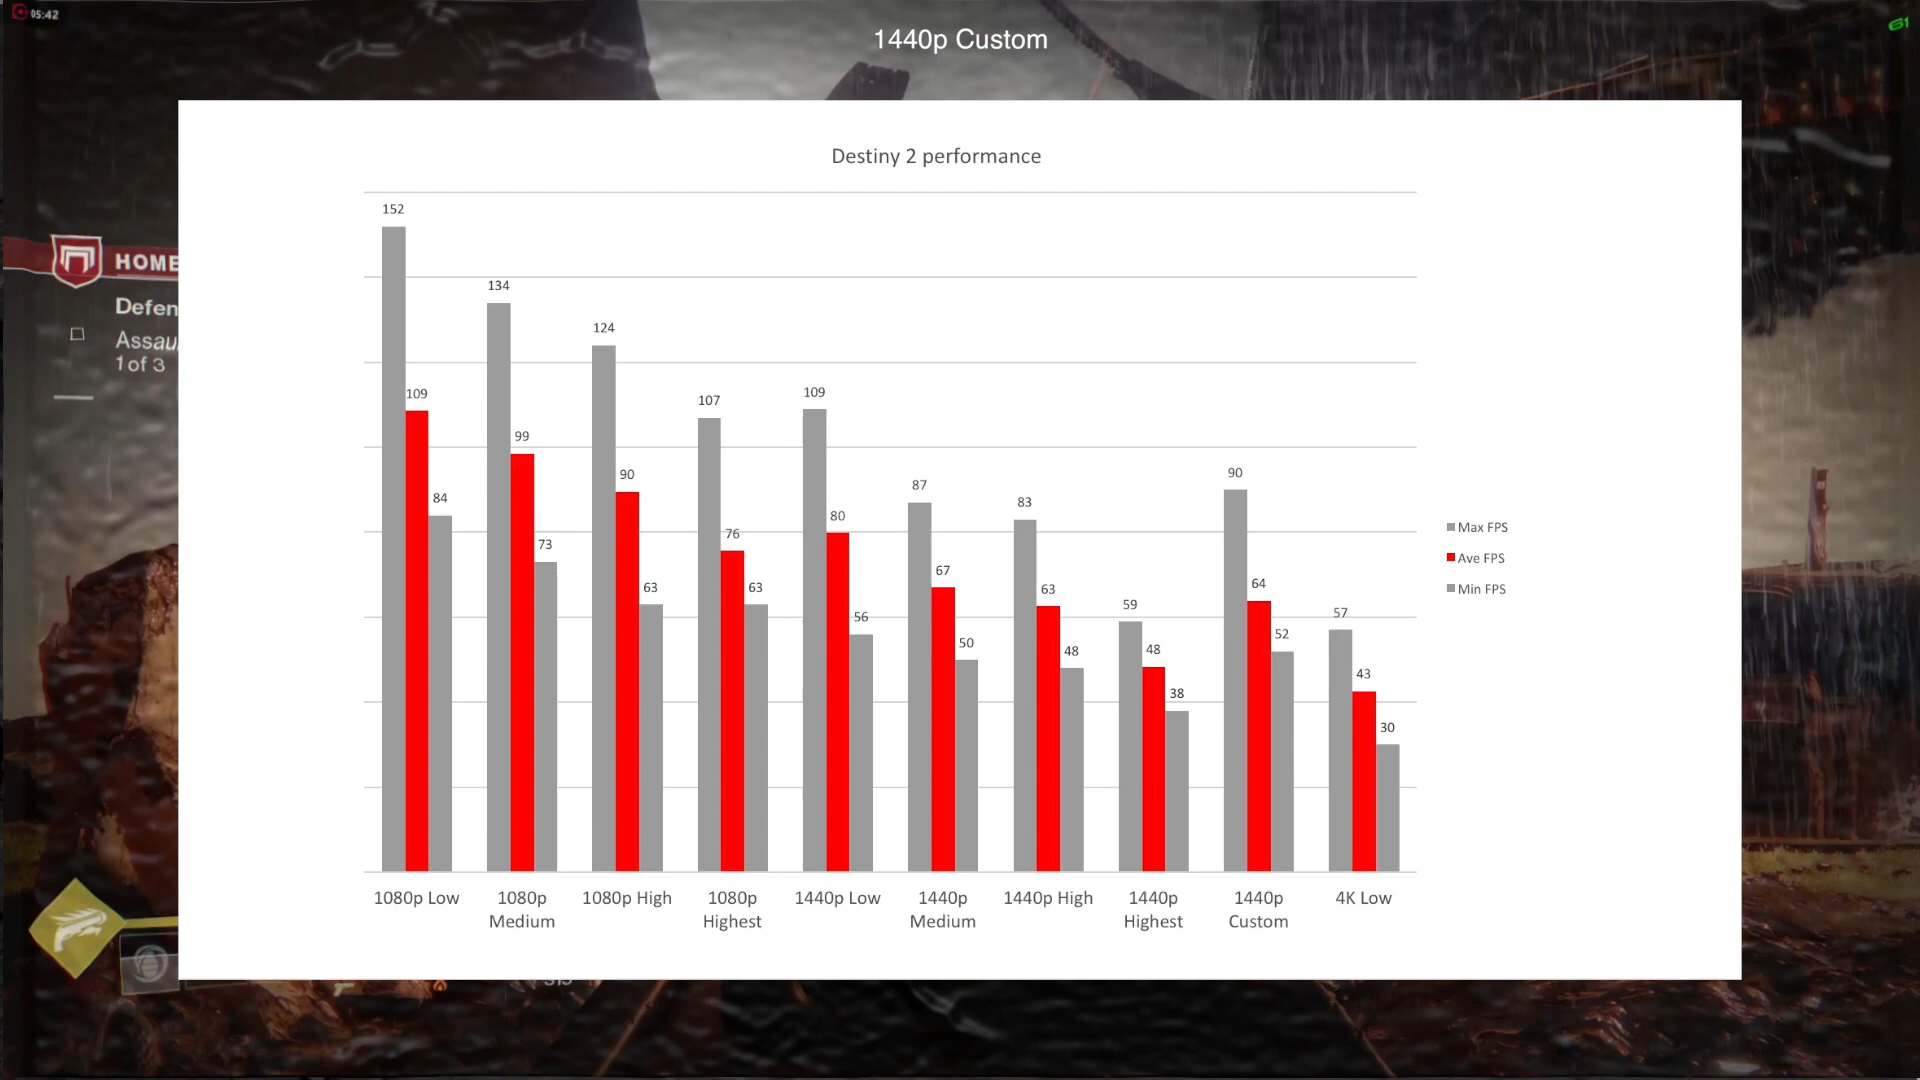 05:42
61
1440p Custom
HOME
Defen
Assau
1 of 3
Destiny 2 performance
152
109
84
134
99
73
124
90
63
107
76
63
109
80
56
87
67
50
83
63
48
59
48
38
90
64
52
57
43
30
Max FPS
Ave FPS
Min FPS
1080p Low
1080p
Medium
1080p High
1080p
Highest
1440p Low
1440p
Medium
1440p High
1440p
Highest
1440p
Custom
4K Low